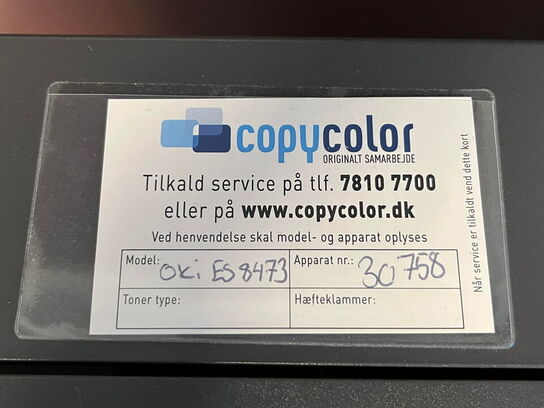 copycolor
ORIGINALT SAMARBEJDE
Tilkald service på tlf. 7810 7700
eller på www.copycolor.dk
Ved henvendelse skal model- og apparat oplyses
Model: OKi ES8473 Apparat nr.: 30758
Toner type: Hæfteklammer:
Når service er tilkaldt vend dette kort